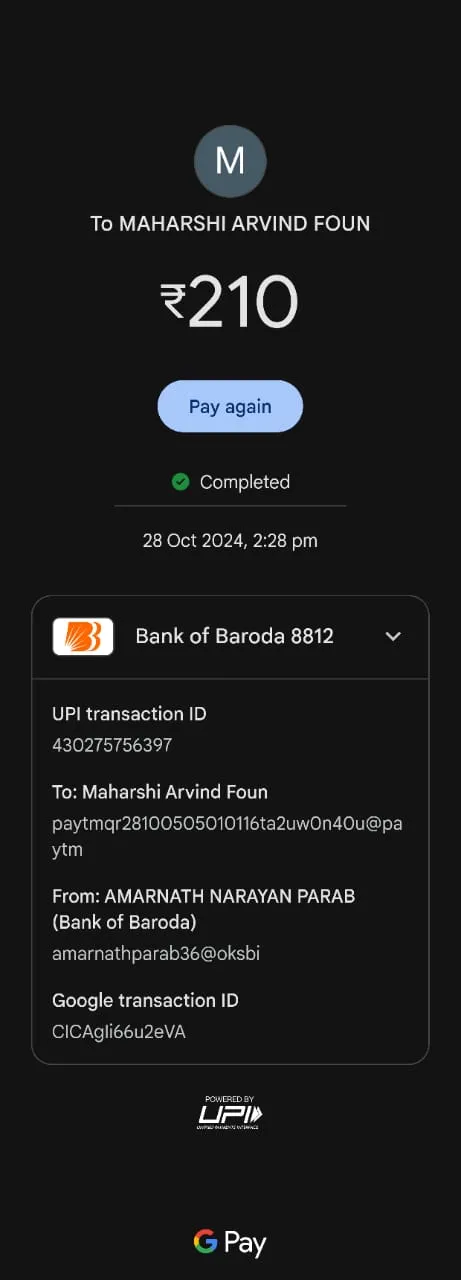 M
To MAHARSHI ARVIND FOUN
₹210
Pay again
Completed
28 Oct 2024, 2:28 pm
Bank of Baroda 8812
UPI transaction ID
430275756397
To: Maharshi Arvind Foun
paytmqr28100505010116ta2uw0n40u@pa
ytm
From: AMARNATH NARAYAN PARAB
(Bank of Baroda)
amarnathparab36@oksbi
Google transaction ID
CICAgIi66u2eVA
POWERED BY
UPI
UNIFIED PAYMENTS INTERFACE
G Pay